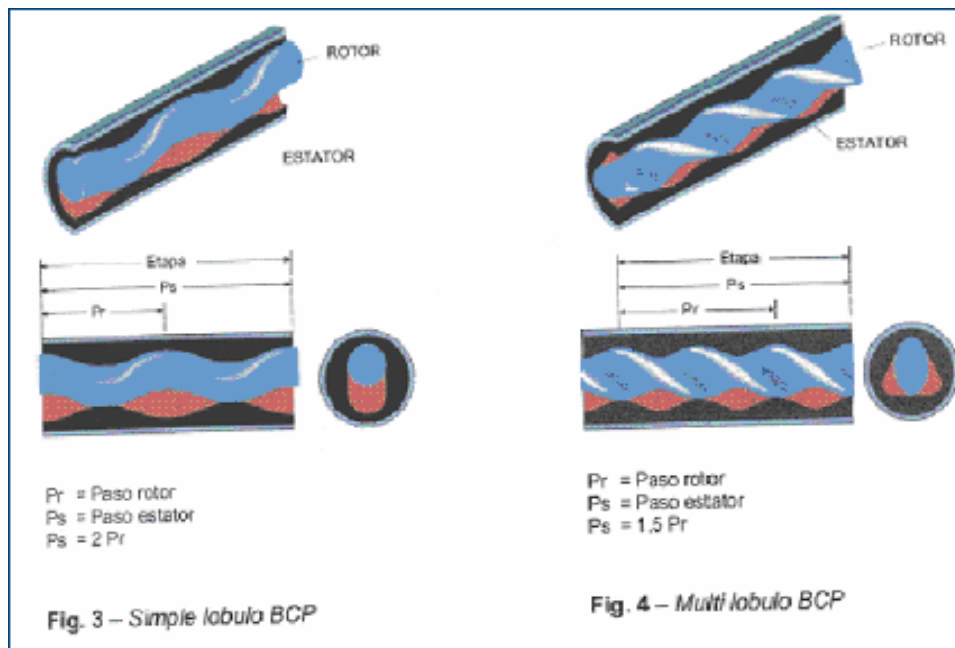 ROTOR
ESTATOR
Etapa
Ps
Pr
Pr = Paso rotor
Ps = Paso estator
Ps = 2 Pr
Fig. 3 – Simple lobulo BCP
ROTOR
ESTATOR
Etapa
Ps
Pr
Pr = Paso rotor
Ps = Paso estator
Ps = 1,5 Pr
Fig. 4 – Multi lobulo BCP